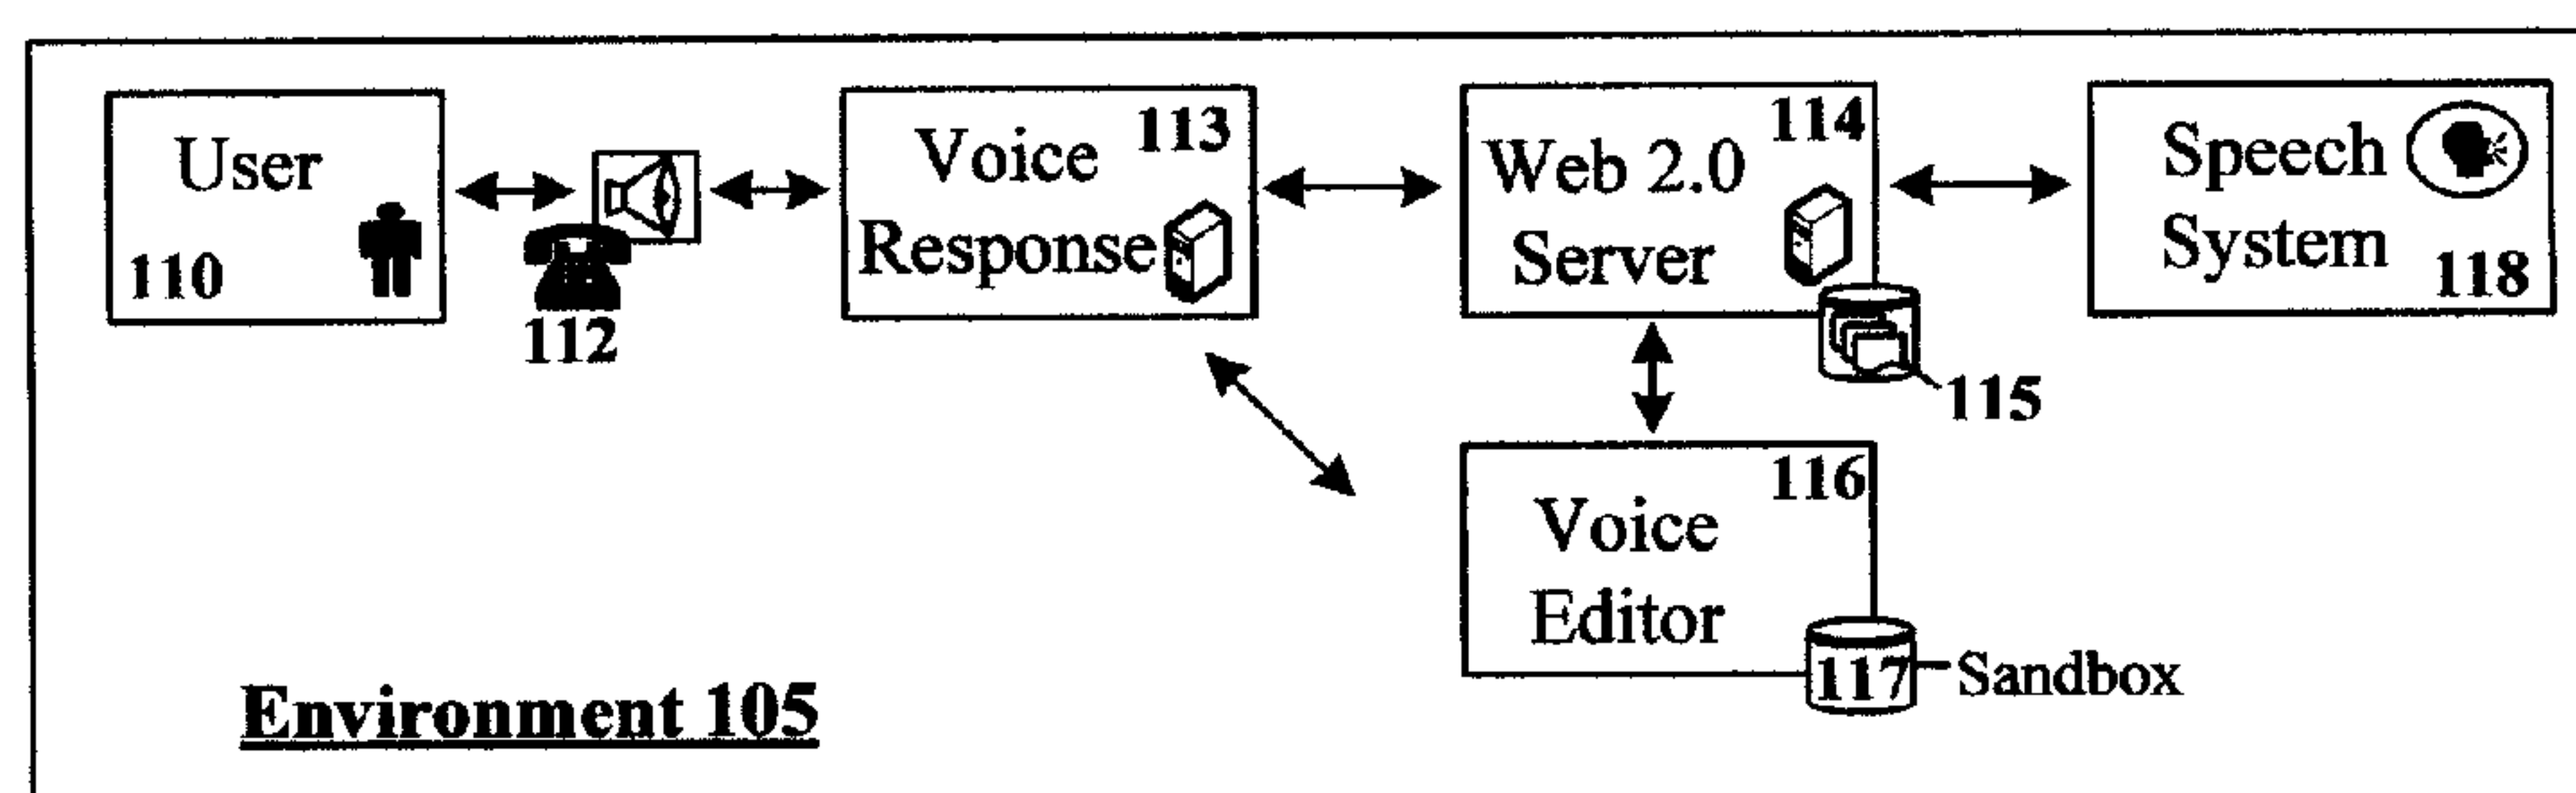 User
110
112
Voice
Response
113
Web 2.0
Server
114
115
Speech
System
118
Voice
Editor
116
117
Sandbox
Environment 105